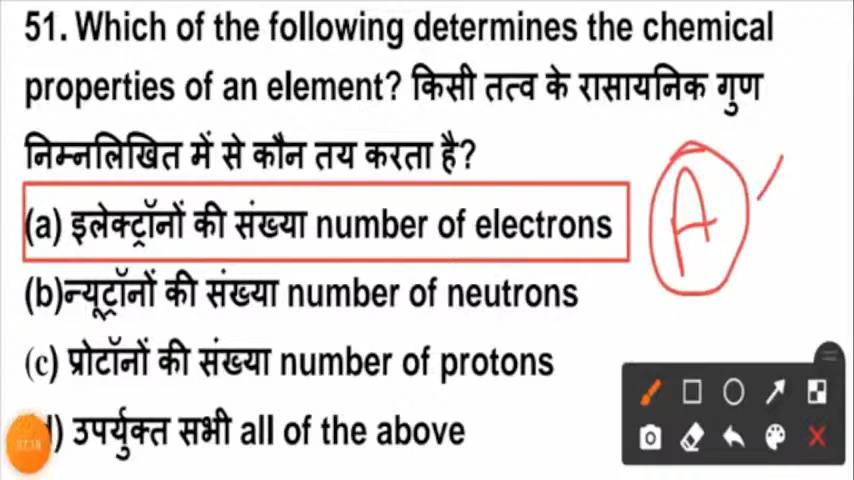 51. Which of the following determines the chemical
properties of an element? किसी तत्व के रासायनिक गुण
निम्नलिखित में से कौन तय करता है?
(a) इलेक्ट्रॉनों की संख्या number of electrons
A
(b)न्यूट्रॉनों की संख्या number of neutrons
(c) प्रोटॉनों की संख्या number of protons
) उपर्युक्त सभी all of the above